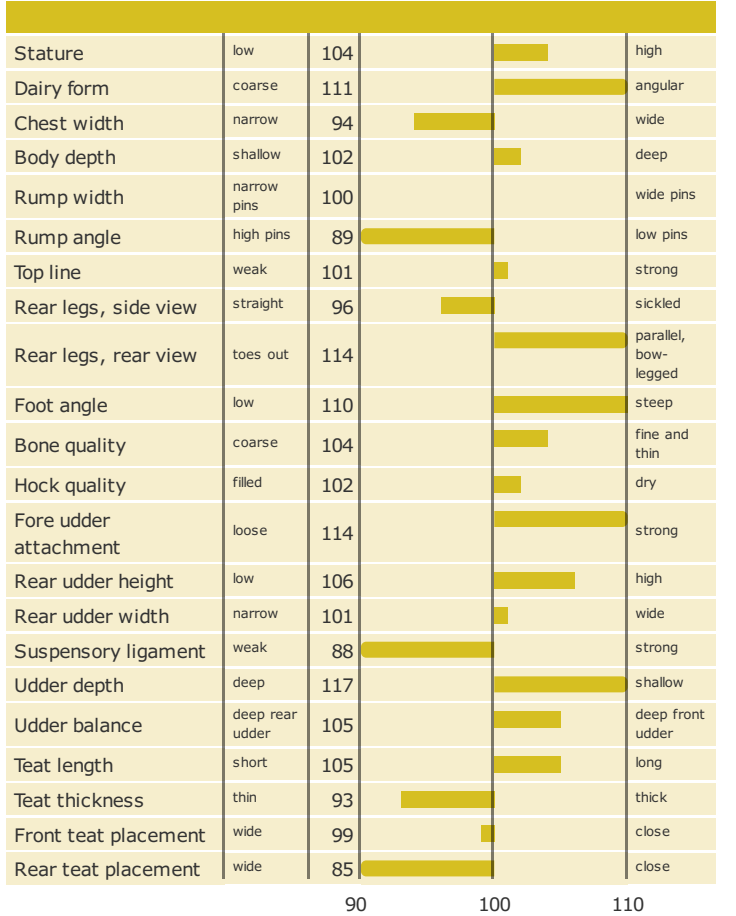 Stature low 104 high
Dairy form coarse 111 angular
Chest width narrow 94 wide
Body depth shallow 102 deep
Rump width narrow pins 100 wide pins
Rump angle high pins 89 low pins
Top line weak 101 strong
Rear legs, side view straight 96 sickled
Rear legs, rear view toes out 114 parallel, bow-legged
Foot angle low 110 steep
Bone quality coarse 104 fine and thin
Hock quality filled 102 dry
Fore udder attachment loose 114 strong
Rear udder height low 106 high
Rear udder width narrow 101 wide
Suspensory ligament weak 88 strong
Udder depth deep 117 shallow
Udder balance deep rear udder 105 deep front udder
Teat length short 105 long
Teat thickness thin 93 thick
Front teat placement wide 99 close
Rear teat placement wide 85 close
90 100 110